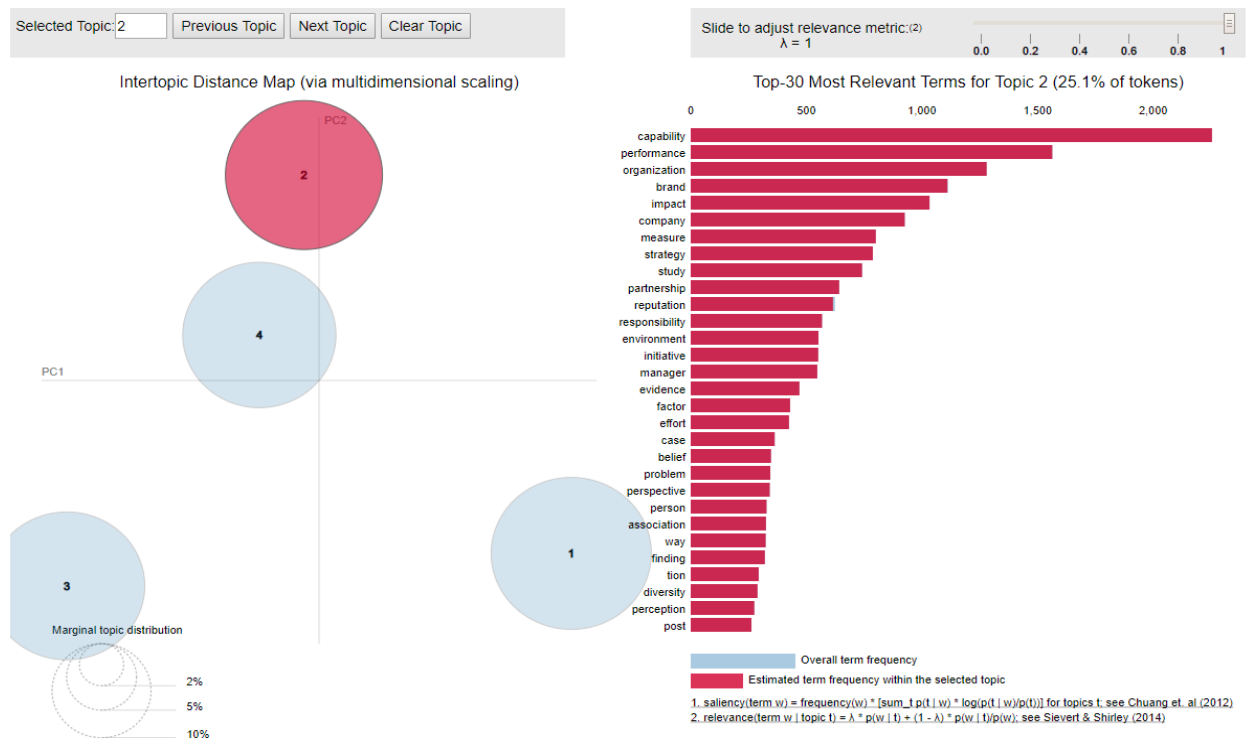 Selected Topic: 2 Previous Topic Next Topic Clear Topic
Slide to adjust relevance metric:(2)
λ = 1
0.0 0.2 0.4 0.6 0.8 1
Intertopic Distance Map (via multidimensional scaling)
PC2
2
4
PC1
1
3
Marginal topic distribution
2%
5%
10%
Top-30 Most Relevant Terms for Topic 2 (25.1% of tokens)
0 500 1,000 1,500 2,000
capability
performance
organization
brand
impact
company
measure
strategy
study
partnership
reputation
responsibility
environment
initiative
manager
evidence
factor
effort
case
belief
problem
perspective
person
association
way
finding
tion
diversity
perception
post
Overall term frequency
Estimated term frequency within the selected topic
1. saliency(term w) = frequency(w) * [sum_t p(t | w) * log(p(t | w)/p(t))] for topics t; see Chuang et. al (2012)
2. relevance(term w | topic t) = λ * p(w | t) + (1 - λ) * p(w | t)/p(w); see Sievert & Shirley (2014)